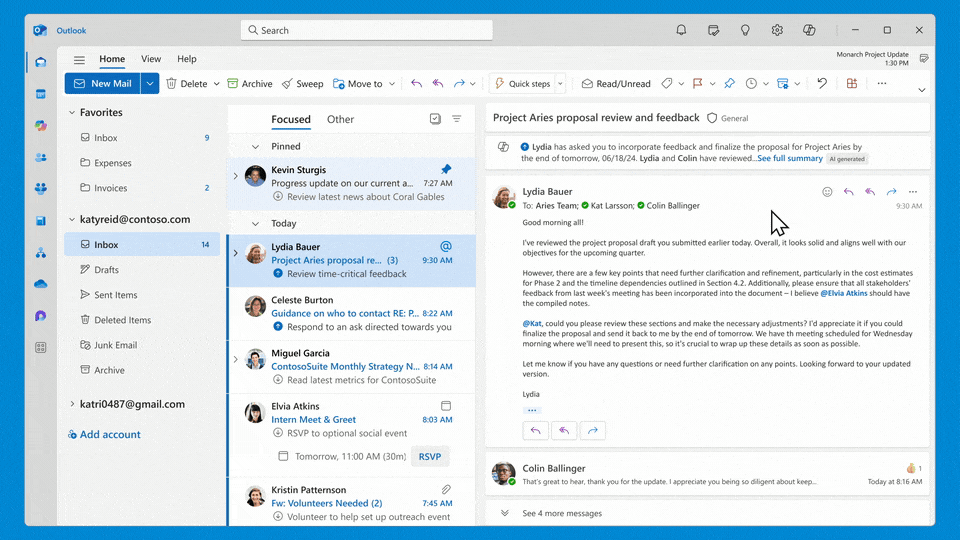 Outlook
Search
Home View Help
Monarch Project Update
1:30 PM
New Mail Delete Archive Sweep Move to Quick steps Read/Unread
Favorites
Inbox 9
Expenses
Invoices 2
katyreid@contoso.com
Inbox 14
Drafts
Sent Items
Deleted Items
Junk Email
Archive
katri0487@gmail.com
Add account
Focused Other
Pinned
Kevin Sturgis
Progress update on our current a... 7:27 AM
Review latest news about Coral Gables
Today
Lydia Bauer
Project Aries proposal re... (3) 9:30 AM
Review time-critical feedback
Celeste Burton
Guidance on who to contact RE: P... 8:22 AM
Respond to an ask directed towards you
Miguel Garcia
ContosoSuite Monthly Strategy N... 8:14 AM
Read latest metrics for ContosoSuite
Elvia Atkins
Intern Meet & Greet 8:03 AM
RSVP to optional social event
Tomorrow, 11:00 AM (30m) RSVP
Kristin Patternson
Fw: Volunteers Needed (2) 7:45 AM
Volunteer to help set up outreach event
Project Aries proposal review and feedback General
Lydia has asked you to incorporate feedback and finalize the proposal for Project Aries by
the end of tomorrow, 06/18/24. Lydia and Colin have reviewed...See full summary AI generated
Lydia Bauer
To: Aries Team; Kat Larsson; Colin Ballinger 9:30 AM
Good morning all!
I've reviewed the project proposal draft you submitted earlier today. Overall, it looks solid and aligns well with our
objectives for the upcoming quarter.
However, there are a few key points that need further clarification and refinement, particularly in the cost estimates
for Phase 2 and the timeline dependencies outlined in Section 4.2. Additionally, please ensure that all stakeholders'
feedback from last week's meeting has been incorporated into the document – I believe @Elvia Atkins should have
the compiled notes.
@Kat, could you please review these sections and make the necessary adjustments? I'd appreciate it if you could
finalize the proposal and send it back to me by the end of tomorrow. We have th meeting scheduled for Wednesday
morning where we'll need to present this, so it's crucial to wrap up these details as soon as possible.
Let me know if you have any questions or need further clarification on any points. Looking forward to your updated
version.
Lydia
Colin Ballinger 1
That's great to hear, thank you for the update. I appreciate you being so diligent about keep... Today at 8:16 AM
See 4 more messages